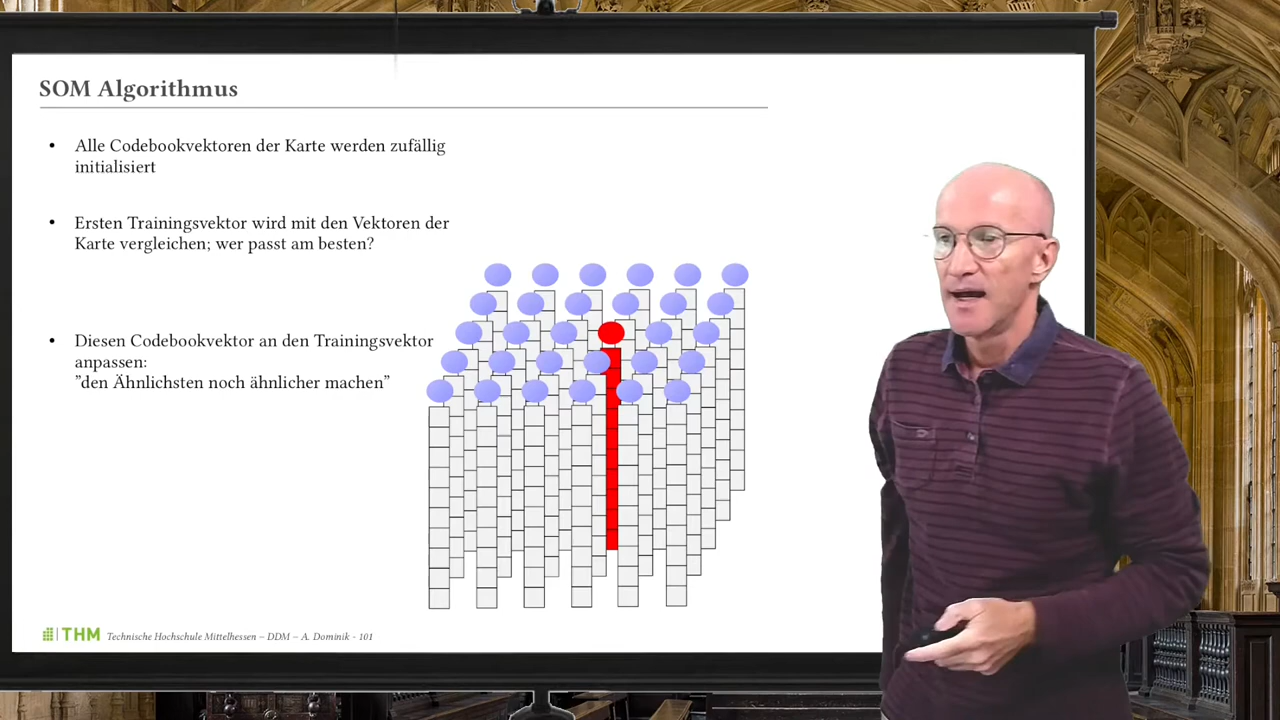 SOM Algorithmus
• Alle Codebookvektoren der Karte werden zufällig
initialisiert
• Ersten Trainingsvektor wird mit den Vektoren der
Karte vergleichen; wer passt am besten?
• Diesen Codebookvektor an den Trainingsvektor
anpassen:
”den Ähnlichsten noch ähnlicher machen”
THM Technische Hochschule Mittelhessen – DDM – A. Dominik - 101